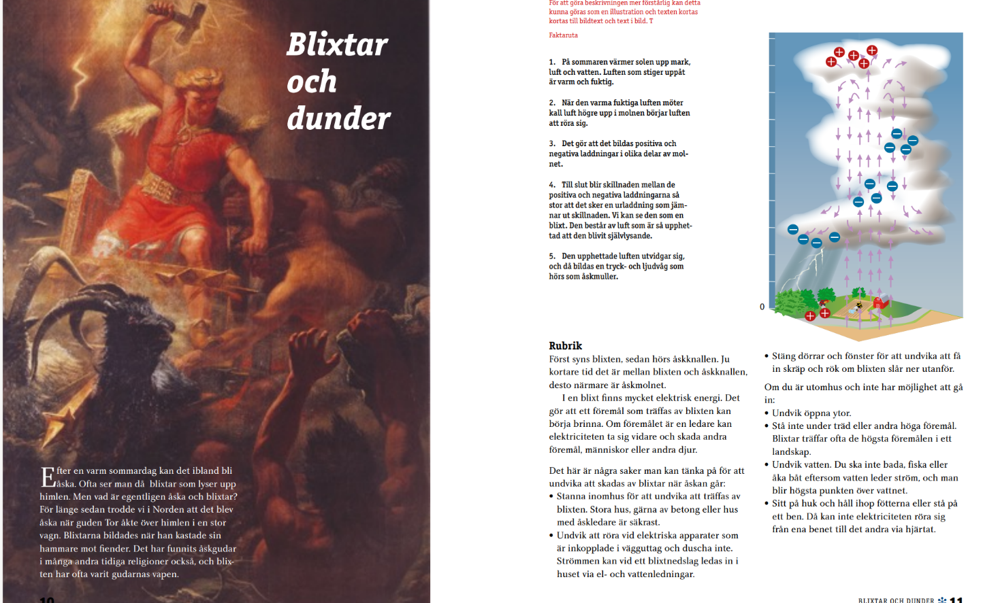 Blixtar
och
dunder
Efter en varm sommardag kan det ibland bli
åska. Ofta ser man då blixtar som lyser upp
himlen. Men vad är egentligen åska och blixtar?
För länge sedan trodde vi i Norden att det blev
åska när guden Tor åkte över himlen i en stor
vagn. Blixtarna bildades när han kastade sin
hammare mot fiender. Det har funnits åskgudar
i många andra tidiga religioner också, och blix-
ten har ofta varit gudarnas vapen.
10
För att göra beskrivningen mer förstårlig kan detta
kunna göras som en illustration och texten kortas
kortas till bildtext och text i bild. T
Faktaruta
1. På sommaren värmer solen upp mark,
luft och vatten. Luften som stiger uppåt
är varm och fuktig.
2. När den varma fuktiga luften möter
kall luft högre upp i molnen börjar luften
att röra sig.
3. Det gör att det bildas positiva och
negativa laddningar i olika delar av mol-
net.
4. Till slut blir skillnaden mellan de
positiva och negativa laddningarna så
stor att det sker en urladdning som jäm-
nar ut skillnaden. Vi kan se den som en
blixt. Den består av luft som är så upphet-
tad att den blivit självlysande.
5. Den upphettade luften utvidgar sig,
och då bildas en tryck- och ljudvåg som
hörs som åskmuller.
0
Rubrik
Först syns blixten, sedan hörs åskknallen. Ju
kortare tid det är mellan blixten och åskknallen,
desto närmare är åskmolnet.
I en blixt finns mycket elektrisk energi. Det
gör att ett föremål som träffas av blixten kan
börja brinna. Om föremålet är en ledare kan
elektriciteten ta sig vidare och skada andra
föremål, människor eller andra djur.
Det här är några saker man kan tänka på för att
undvika att skadas av blixtar när åskan går:
• Stanna inomhus för att undvika att träffas av
blixten. Stora hus, gärna av betong eller hus
med åskledare är säkrast.
• Undvik att röra vid elektriska apparater som
är inkopplade i vägguttag och duscha inte.
Strömmen kan vid ett blixtnedslag ledas in i
huset via el- och vattenledningar.
• Stäng dörrar och fönster för att undvika att få
in skräp och rök om blixten slår ner utanför.
Om du är utomhus och inte har möjlighet att gå
in:
• Undvik öppna ytor.
• Stå inte under träd eller andra höga föremål.
Blixtar träffar ofta de högsta föremålen i ett
landskap.
• Undvik vatten. Du ska inte bada, fiska eller
åka båt eftersom vatten leder ström, och man
blir högsta punkten över vattnet.
• Sitt på huk och håll ihop fötterna eller stå på
ett ben. Då kan inte elektriciteten röra sig
från ena benet till det andra via hjärtat.
BLIXTAR OCH DUNDER 11